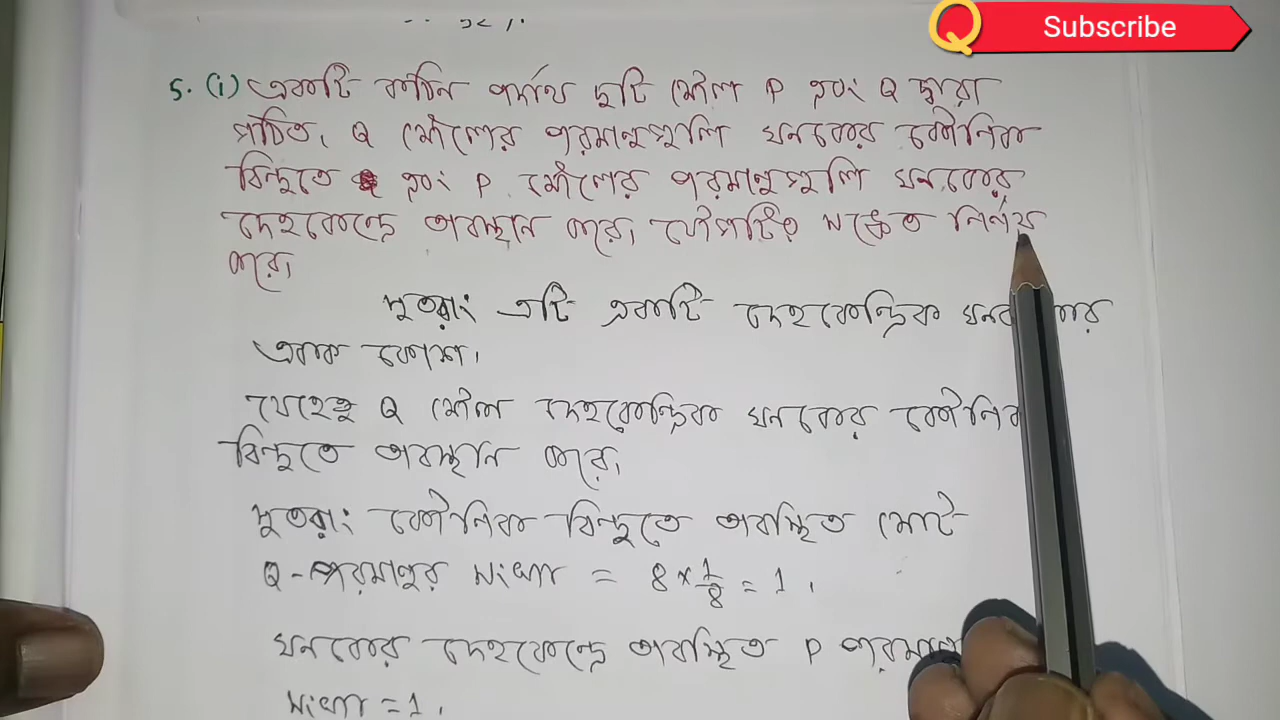 Subscribe
5. (i) একটি কঠিন পদার্থ দুটি মৌল P এবং Q দ্বারা
গঠিত। Q মৌলের পরমাণুগুলি ঘনকের কৌনিক
বিন্দুতে এবং P মৌলের পরমাণুগুলি ঘনকের
দেহকেন্দ্রে অবস্থান করে। যৌগটির সংকেত নির্ণয়
করো।
সুতরাং এটি একটি দেহকেন্দ্রিক
একক কোশ।
যেহেতু Q মৌল দেহকেন্দ্রিক ঘনকের
বিন্দুতে অবস্থান করে।
সুতরাং কৌনিক বিন্দুতে অবস্থিত মোট
Q-পরমাণুর সংখ্যা = 8 × 1/8 = 1.
ঘনকের দেহকেন্দ্রে অবস্থিত P
সংখ্যা = 1.